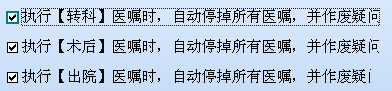 执行【转科】医嘱时，自动停掉所有医嘱，并作废疑问
执行【术后】医嘱时，自动停掉所有医嘱，并作废疑问
执行【出院】医嘱时，自动停掉所有医嘱，并作废疑